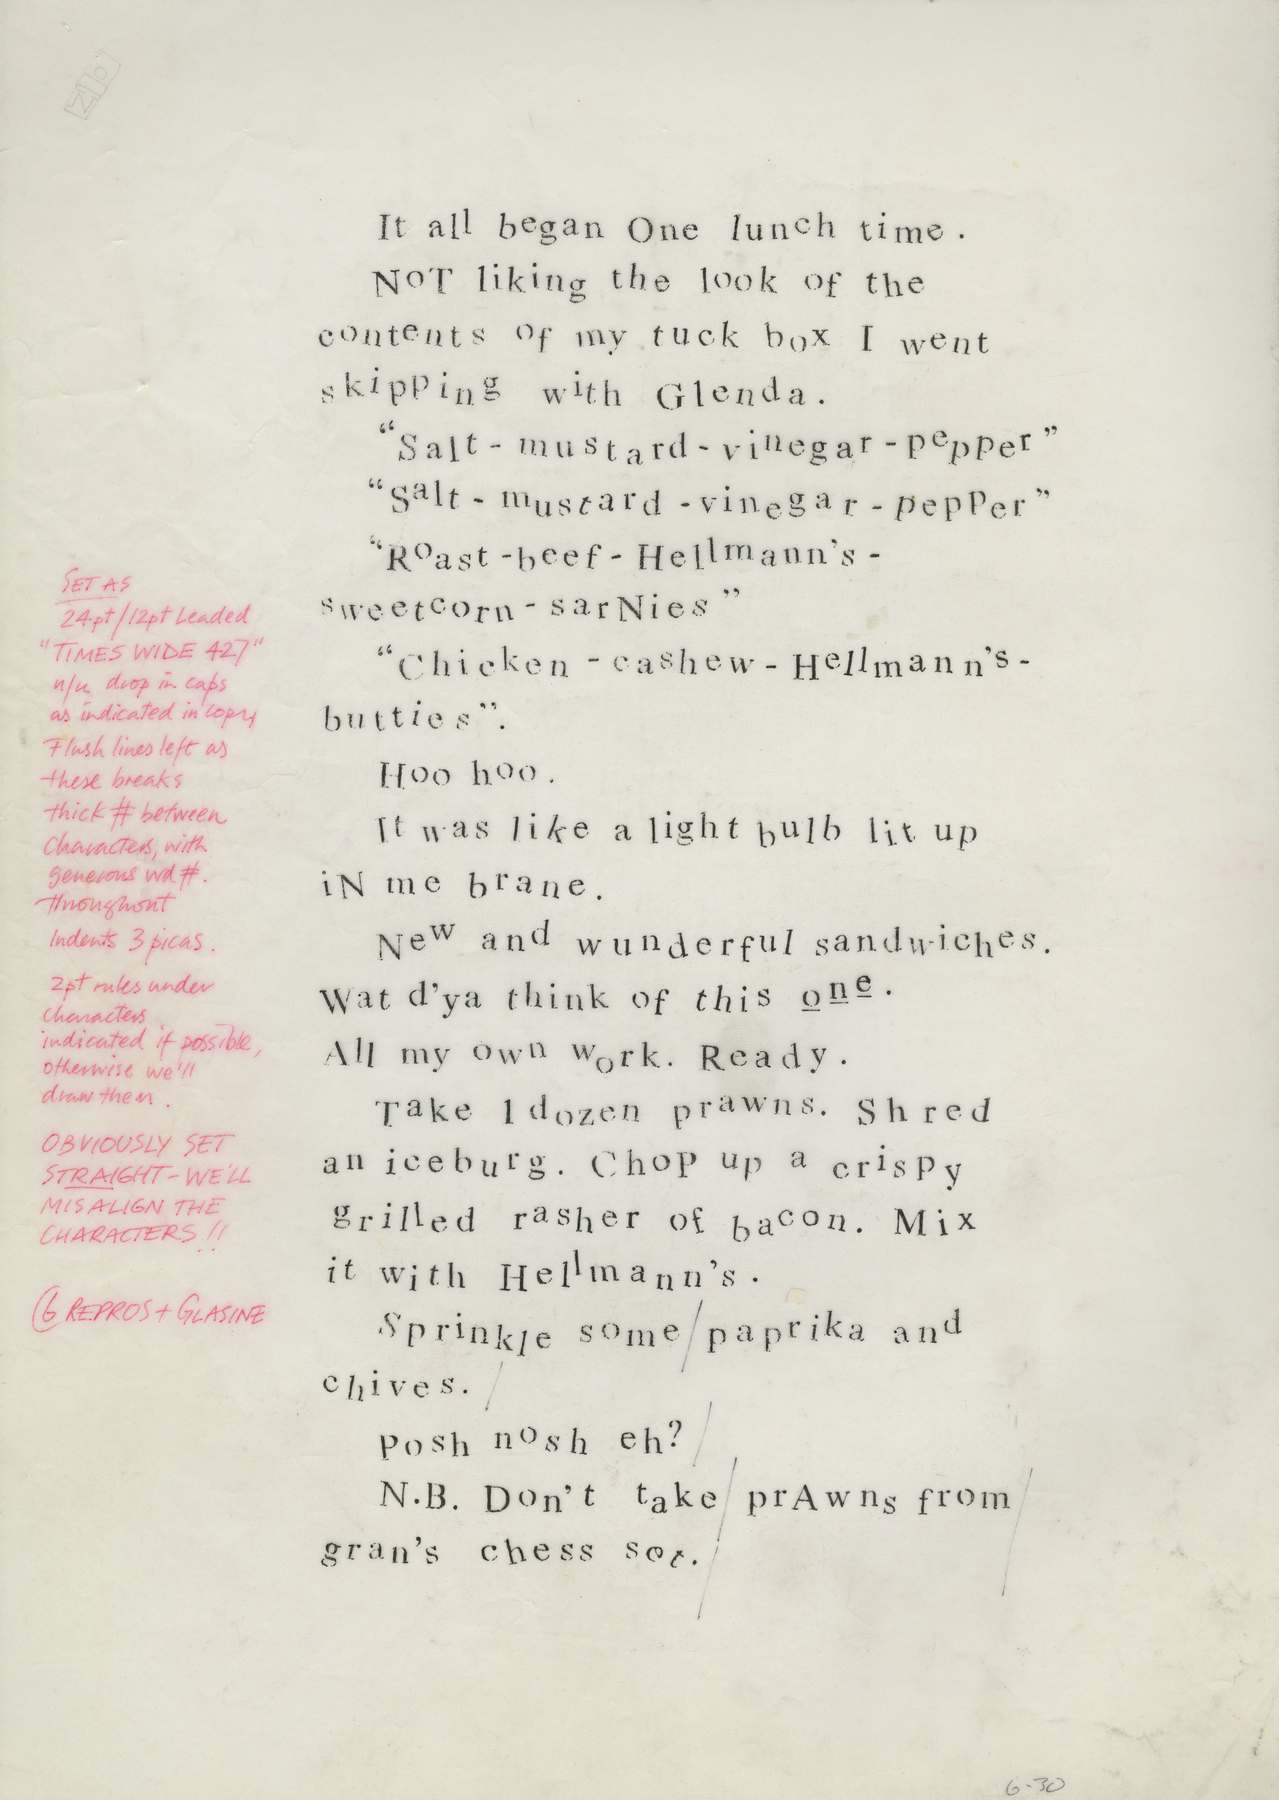 It all began One lunch time.
NoT liking the look of the
contents of my tuck box I went
skipping with Glenda.
“Salt-mustard-vinegar-pepper”
“Salt-mustard-vinegar-pepPer”
“Roast-beef-Hellmann’s-
sweetcorn-sarNies”
“Chicken-cashew-Hellmann’s-
butties”.
Hoo hoo.
It was like a light bulb lit up
iN me brane.
New and wunderful sandwiches.
Wat d’ya think of this one.
All my own work. Ready.
Take 1 dozen prawns. Shred
an iceburg. Chop up a crispy
grilled rasher of bacon. Mix
it with Hellmann’s.
Sprinkle some/paprika and
chives./
Posh nosh eh?/
N.B. Don’t take/prAwns from/
gran’s chess set./
SET AS
24pt/12pt Leaded
"TIMES WIDE 427"
u/lc drop in caps
as indicated in copy
Flush lines left as
these breaks
thick # between
characters, with
generous wd #.
throughout
Indents 3 picas.
2pt rules under
characters
indicated if possible,
otherwise we'll
draw them.
OBVIOUSLY SET
STRAIGHT-WE'LL
MISALIGN THE
CHARACTERS!!
6 REPROS + GLASINE
6-30